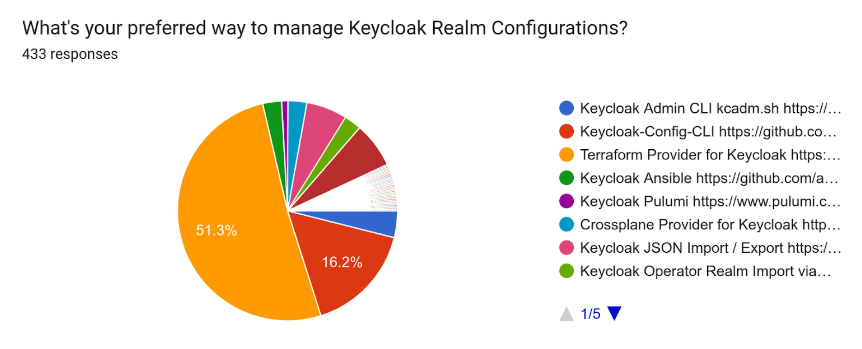 What's your preferred way to manage Keycloak Realm Configurations?
433 responses
51.3%
16.2%
Keycloak Admin CLI kcadm.sh https://…
Keycloak-Config-CLI https://github.co…
Terraform Provider for Keycloak https:…
Keycloak Ansible https://github.com/a…
Keycloak Pulumi https://www.pulumi.c…
Crossplane Provider for Keycloak http…
Keycloak JSON Import / Export https:/…
Keycloak Operator Realm Import via…
1/5